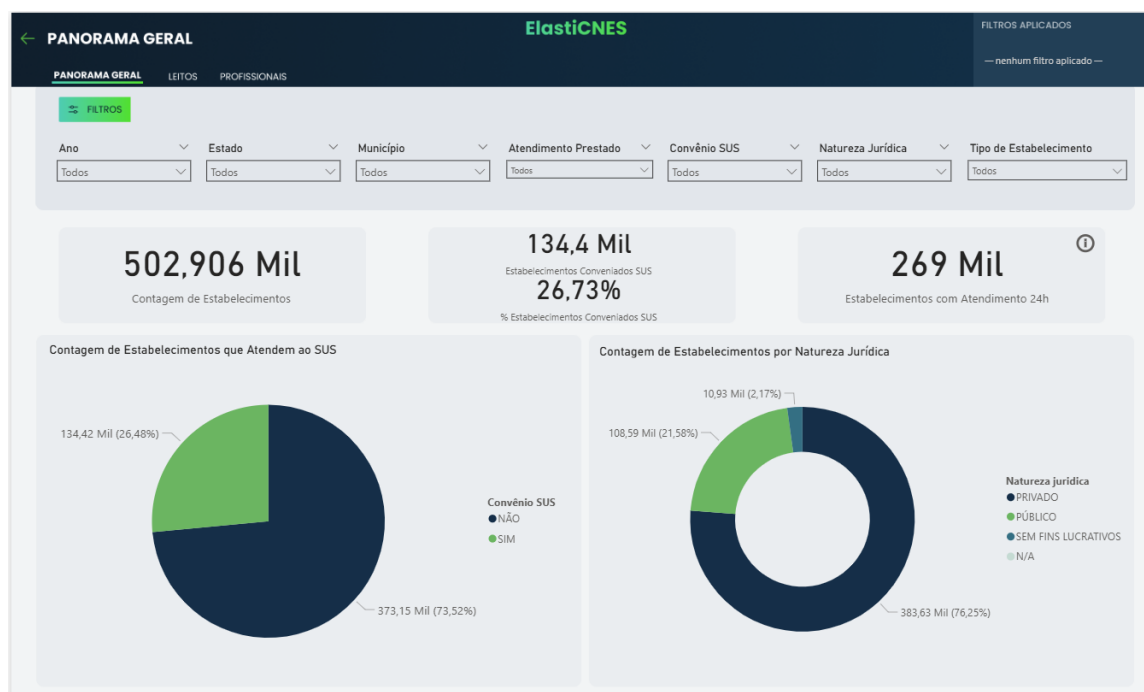 ElastiCNES
PANORAMA GERAL
FILTROS APLICADOS
— nenhum filtro aplicado —
PANORAMA GERAL LEITOS PROFISSIONAIS
FILTROS
Ano Estado Município Atendimento Prestado Convênio SUS Natureza Jurídica Tipo de Estabelecimento
Todos Todos Todos Todos Todos Todos Todos
502,906 Mil
Contagem de Estabelecimentos
134,4 Mil
Estabelecimentos Conveniados SUS
26,73%
% Estabelecimentos Conveniados SUS
269 Mil
Estabelecimentos com Atendimento 24h
Contagem de Estabelecimentos que Atendem ao SUS
134,42 Mil (26,48%)
373,15 Mil (73,52%)
Convênio SUS
NÃO
SIM
Contagem de Estabelecimentos por Natureza Jurídica
10,93 Mil (2,17%)
108,59 Mil (21,58%)
383,63 Mil (76,25%)
Natureza juridica
PRIVADO
PÚBLICO
SEM FINS LUCRATIVOS
N/A